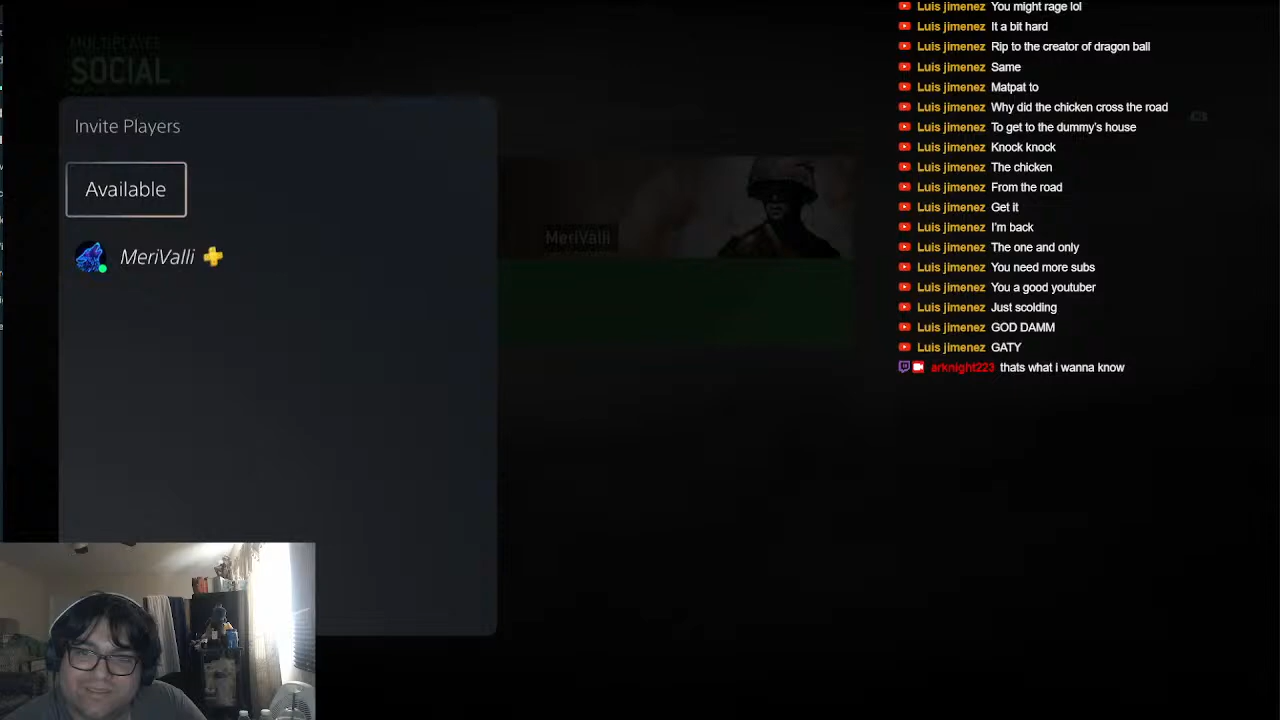 MULTIPLAYER
SOCIAL
Invite Players
Available
MeriValli
MeriValli
Luis jimenez You might rage lol
Luis jimenez It a bit hard
Luis jimenez Rip to the creator of dragon ball
Luis jimenez Same
Luis jimenez Matpat to
Luis jimenez Why did the chicken cross the road
Luis jimenez To get to the dummy's house
Luis jimenez Knock knock
Luis jimenez The chicken
Luis jimenez From the road
Luis jimenez Get it
Luis jimenez I'm back
Luis jimenez The one and only
Luis jimenez You need more subs
Luis jimenez You a good youtuber
Luis jimenez Just scolding
Luis jimenez GOD DAMM
Luis jimenez GATY
arknight223 thats what i wanna know